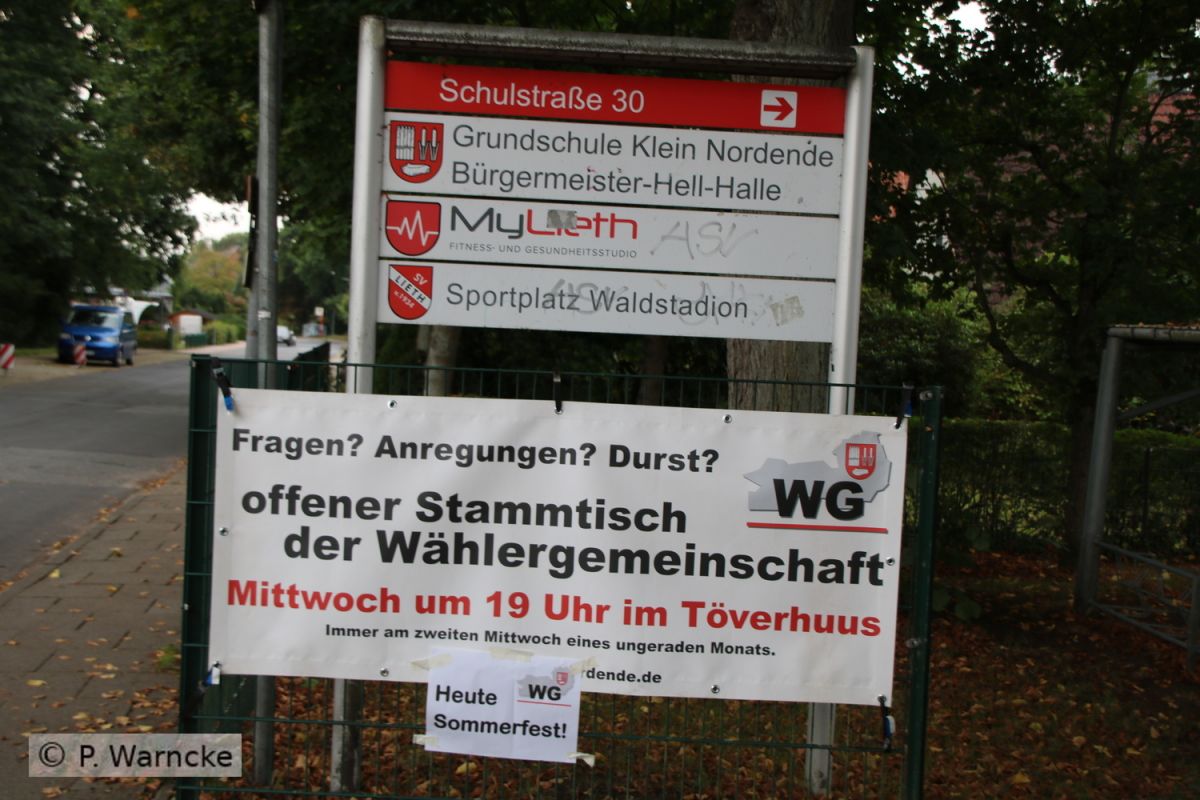 Schulstraße 30
Grundschule Klein Nordende
Bürgermeister-Hell-Halle
MyLieth
FITNESS- UND GESUNDHEITSSTUDIO
ASV
SV
LIETH
v. 1954
Sportplatz Waldstadion
Fragen? Anregungen? Durst?
WG
offener Stammtisch
der Wählergemeinschaft
Mittwoch um 19 Uhr im Töverhuus
Immer am zweiten Mittwoch eines ungeraden Monats.
rdende.de
WG
Heute
Sommerfest!
© P. Warncke